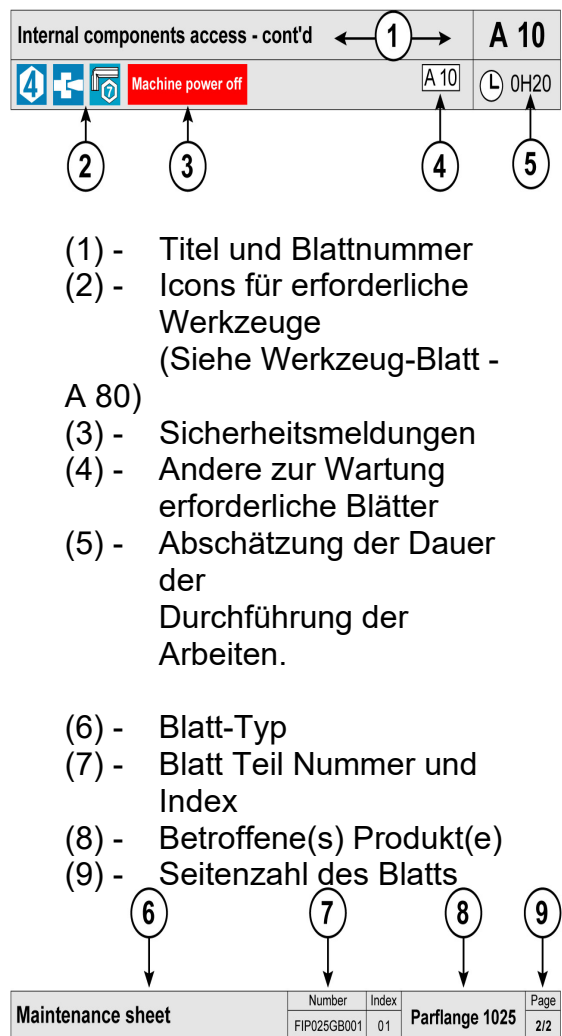 Internal components access - cont'd 1 A 10
4 7 Machine power off A 10 0H20
2 3 4 5
(1) - Titel und Blattnummer
(2) - Icons für erforderliche
Werkzeuge
(Siehe Werkzeug-Blatt -
A 80)
(3) - Sicherheitsmeldungen
(4) - Andere zur Wartung
erforderliche Blätter
(5) - Abschätzung der Dauer
der
Durchführung der
Arbeiten.
(6) - Blatt-Typ
(7) - Blatt Teil Nummer und
Index
(8) - Betroffene(s) Produkt(e)
(9) - Seitenzahl des Blatts
6 7 8 9
Number Index Page
Maintenance sheet FIP025GB001 01 Parflange 1025 2/2